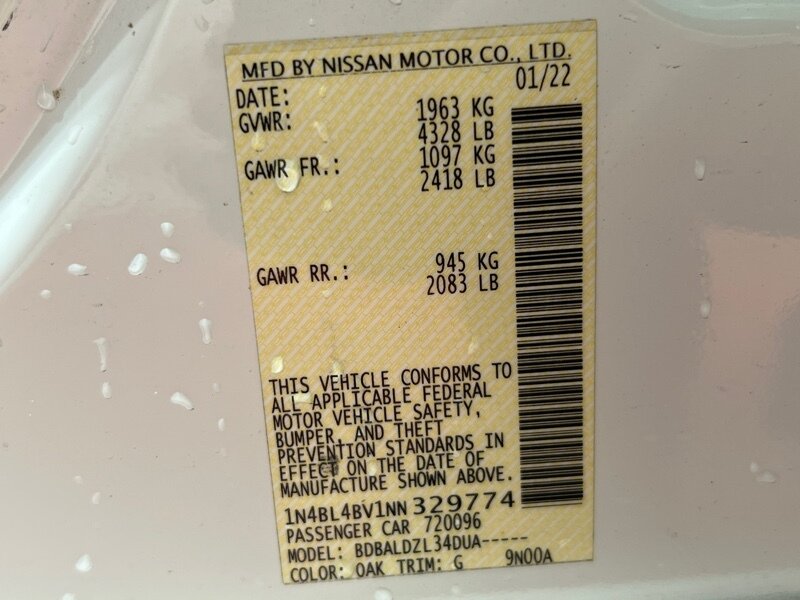 MFD BY NISSAN MOTOR CO., LTD.
DATE: 01/22
GVWR: 1963 KG
4328 LB
GAWR FR.: 1097 KG
2418 LB
GAWR RR.: 945 KG
2083 LB
THIS VEHICLE CONFORMS TO
ALL APPLICABLE FEDERAL
MOTOR VEHICLE SAFETY,
BUMPER, AND THEFT
PREVENTION STANDARDS IN
EFFECT ON THE DATE OF
MANUFACTURE SHOWN ABOVE.
1N4BL4BV1NN329774
PASSENGER CAR 720096
MODEL: BDBALDZL34DUA-----
COLOR: OAK TRIM: G 9N00A